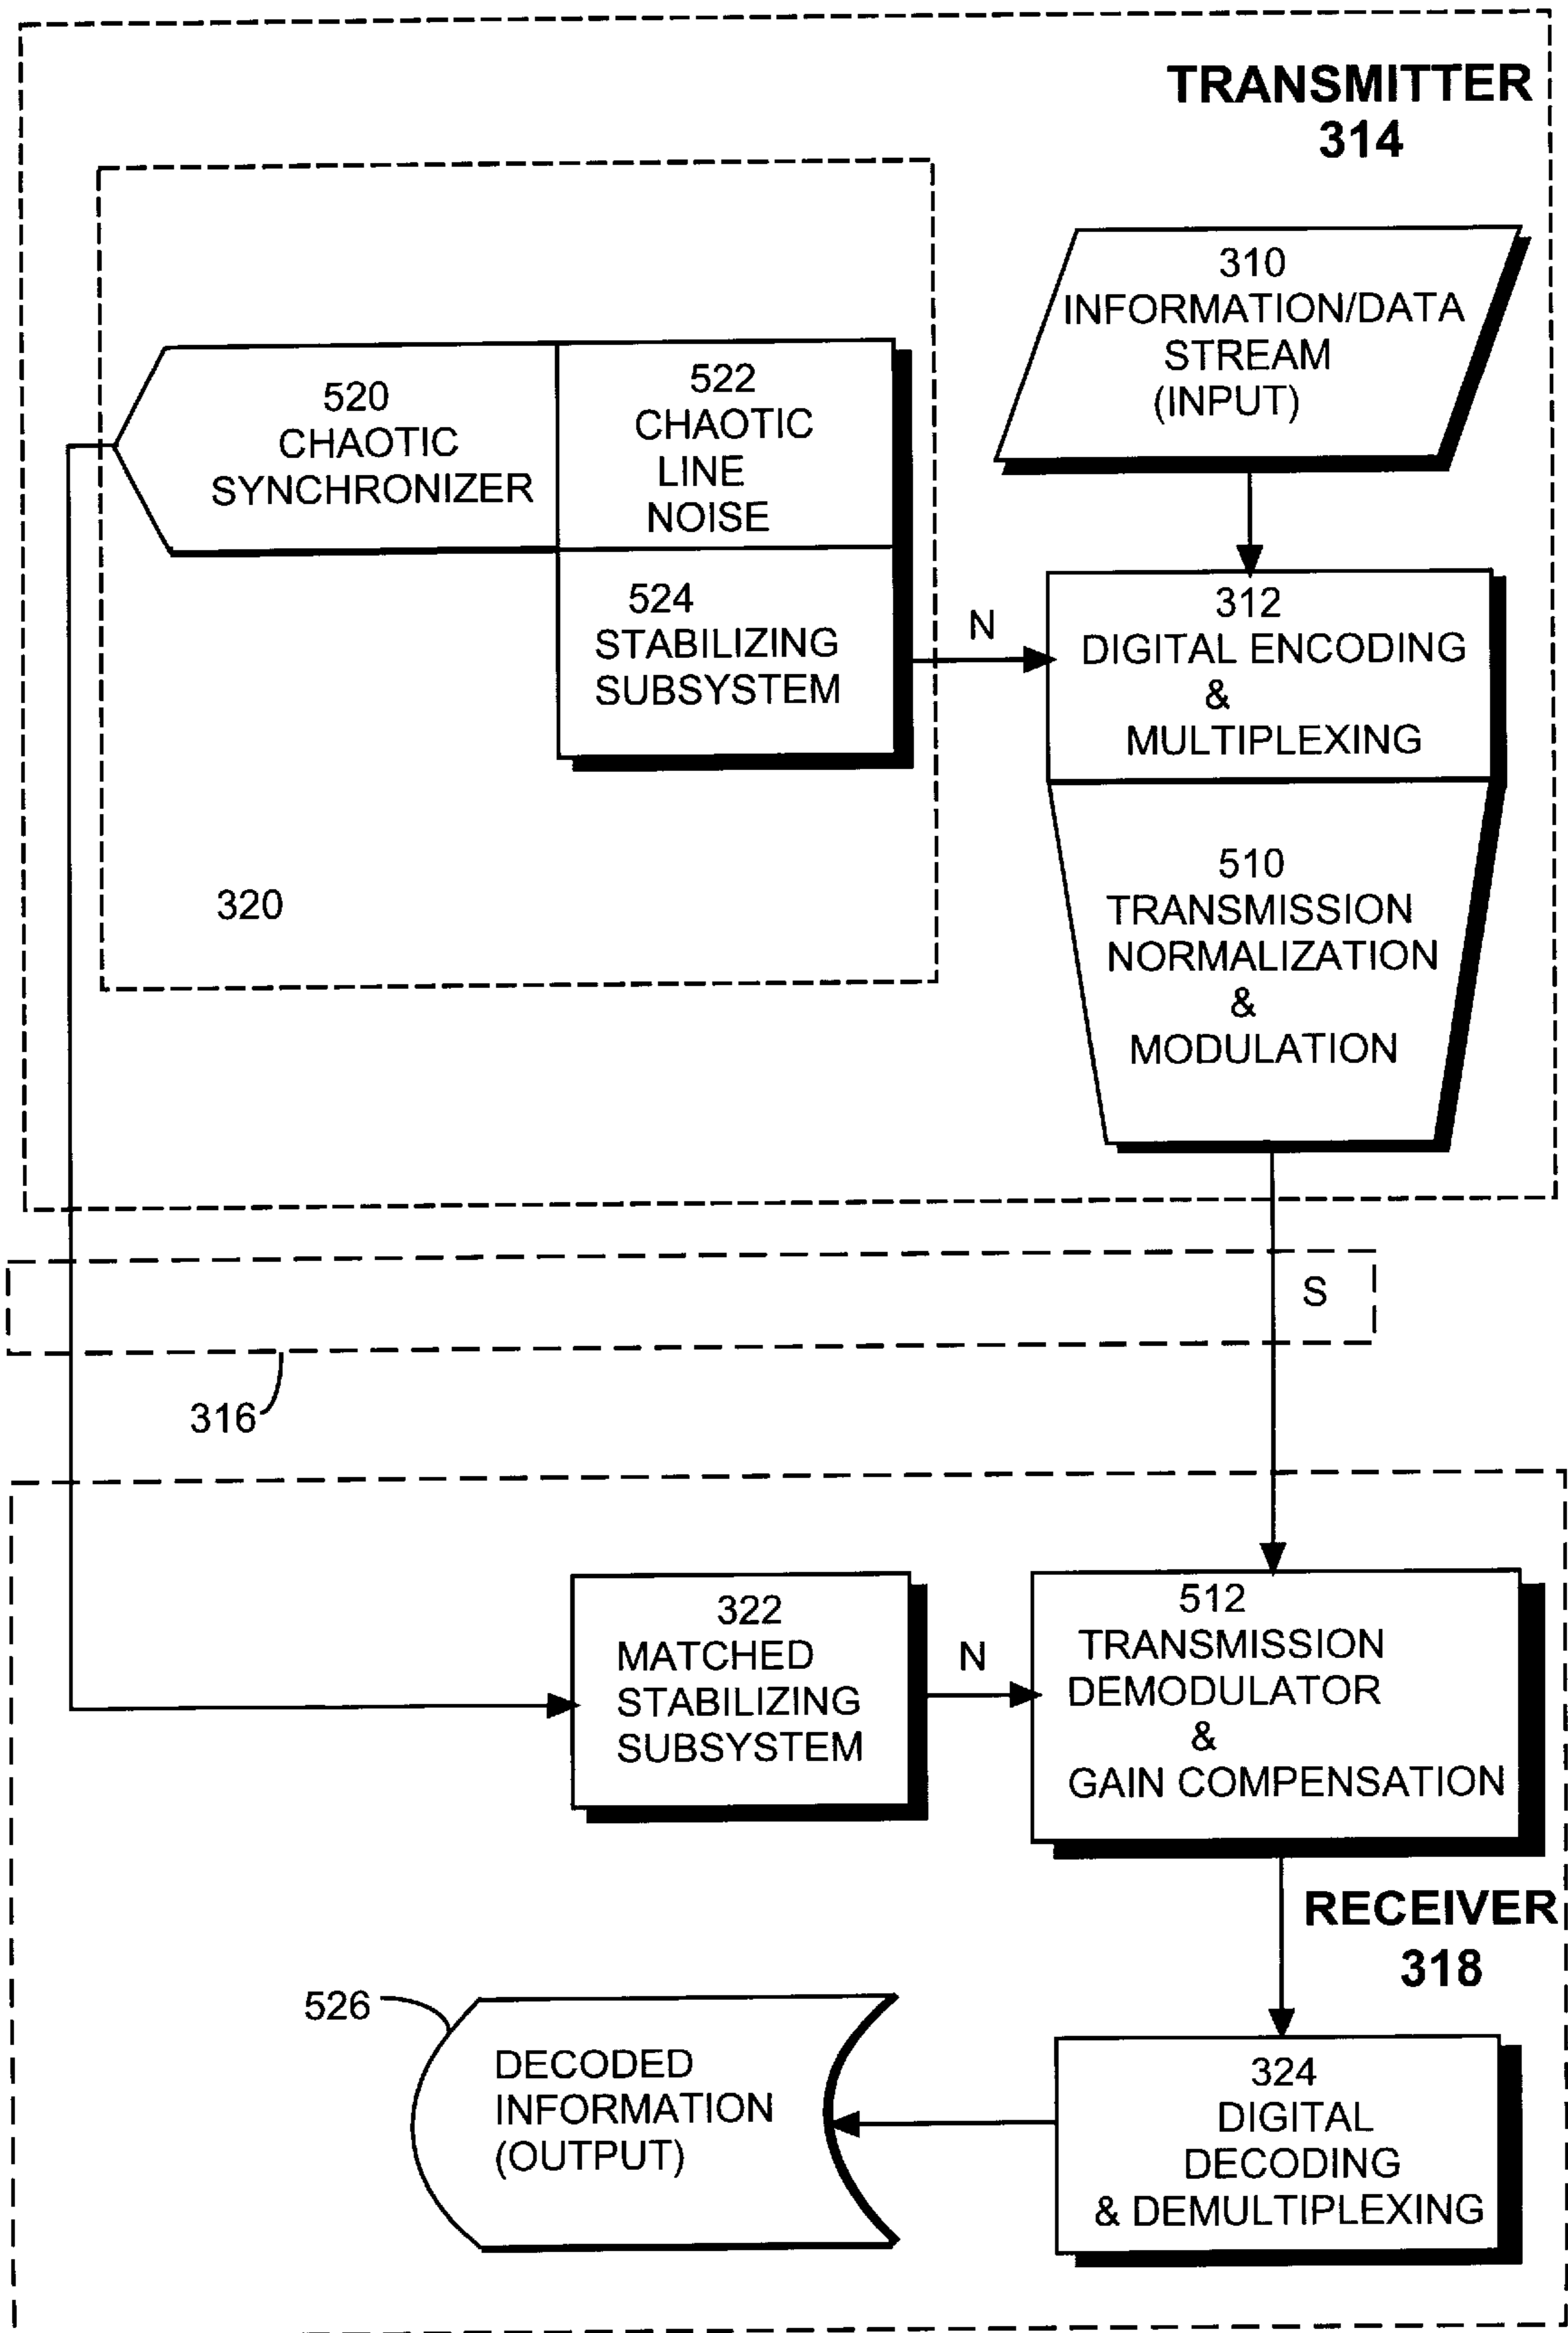 TRANSMITTER
314
310
INFORMATION/DATA
STREAM
(INPUT)
520
CHAOTIC
SYNCHRONIZER
522
CHAOTIC
LINE
NOISE
524
STABILIZING
SUBSYSTEM
N
312
DIGITAL ENCODING
&
MULTIPLEXING
320
510
TRANSMISSION
NORMALIZATION
&
MODULATION
S
316
322
MATCHED
STABILIZING
SUBSYSTEM
N
512
TRANSMISSION
DEMODULATOR
&
GAIN COMPENSATION
RECEIVER
318
526
DECODED
INFORMATION
(OUTPUT)
324
DIGITAL
DECODING
& DEMULTIPLEXING